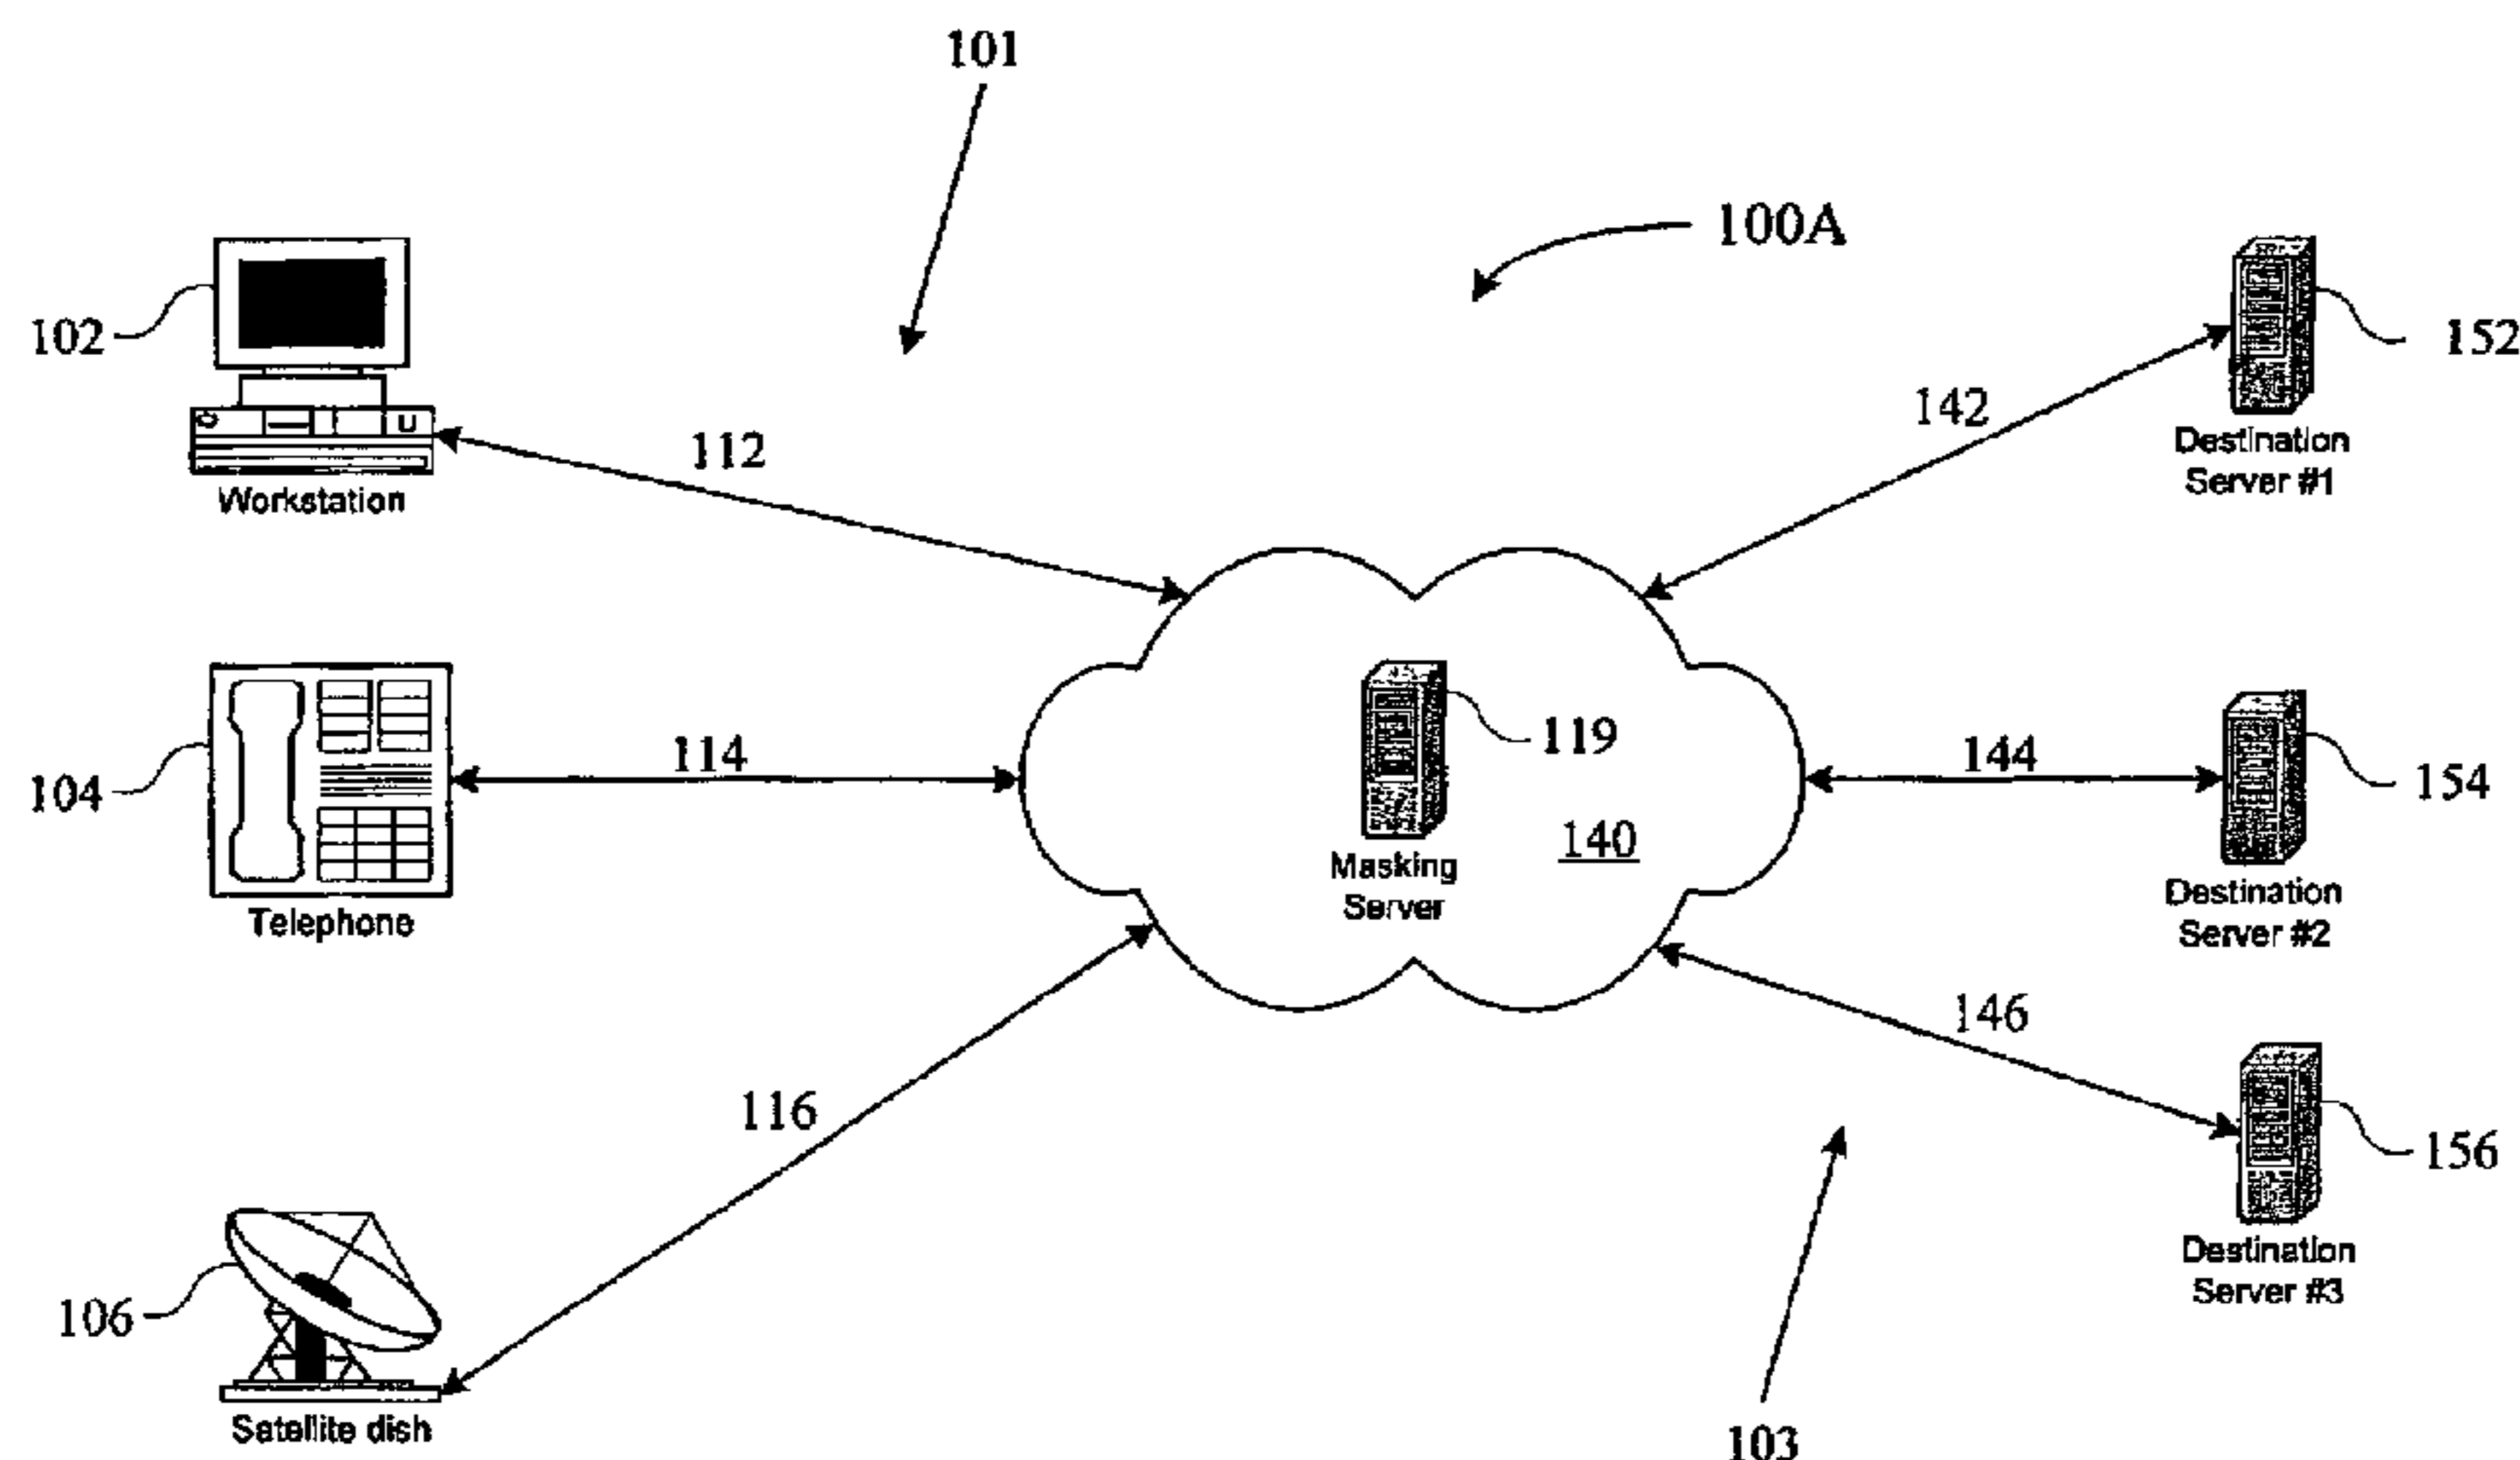 101
100A
102
152
142
112
Workstation
Destination
Server #1
119
104
114
144
154
140
Masking
Server
Telephone
Destination
Server #2
146
116
156
106
Destination
Server #3
Satellite dish
103